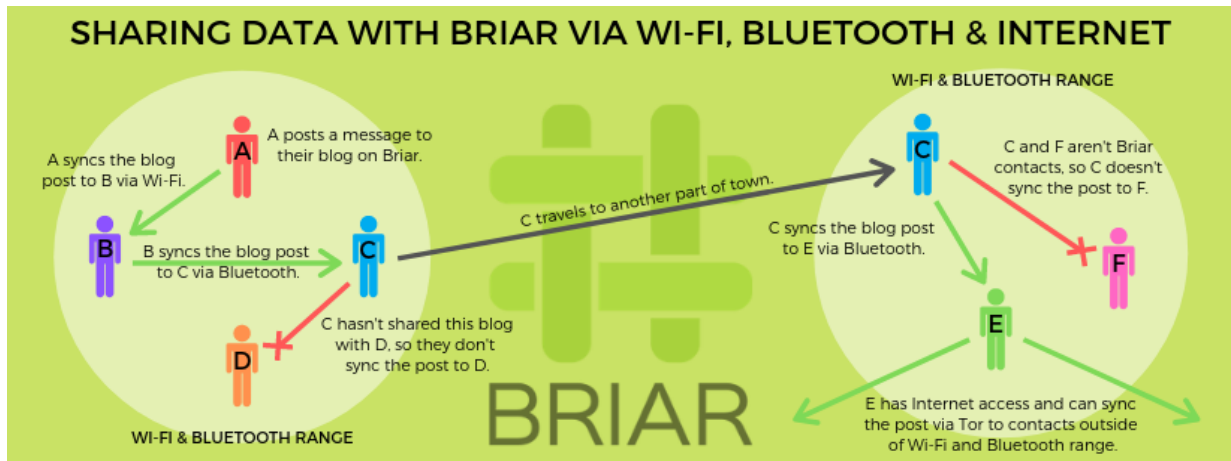 SHARING DATA WITH BRIAR VIA WI-FI, BLUETOOTH & INTERNET
A
A posts a message to
their blog on Briar.
A syncs the blog
post to B via Wi-Fi.
B
B syncs the blog post
to C via Bluetooth.
C
C hasn't shared this blog
with D, so they don't
sync the post to D.
D
WI-FI & BLUETOOTH RANGE
C travels to another part of town.
BRIAR
WI-FI & BLUETOOTH RANGE
C
C and F aren't Briar
contacts, so C doesn't
sync the post to F.
C syncs the blog post
to E via Bluetooth.
F
E
E has Internet access and can sync
the post via Tor to contacts outside
of Wi-Fi and Bluetooth range.